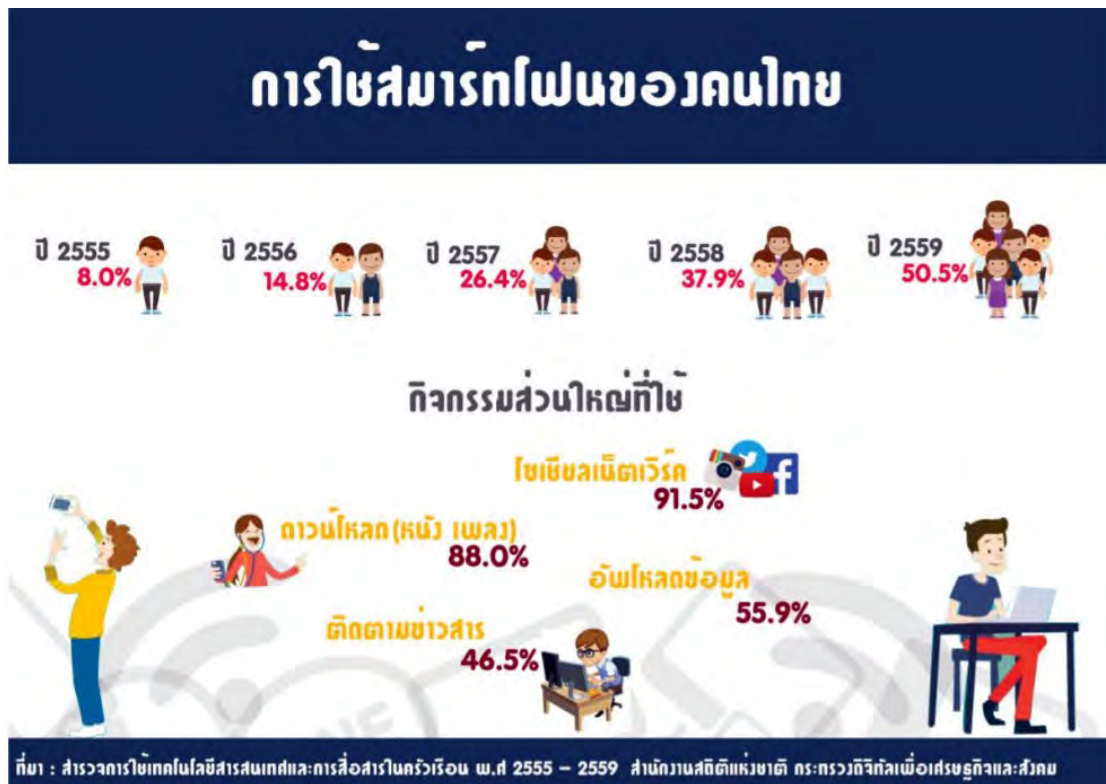 การใช้สมาร์ทโฟนของคนไทย
ปี 2555
8.0%
ปี 2556
14.8%
ปี 2557
26.4%
ปี 2558
37.9%
ปี 2559
50.5%
กิจกรรมส่วนใหญ่ที่ใช้
โซเชียลเน็ตเวิร์ค
91.5%
ดาวน์โหลด(หนัง เพลง)
88.0%
อัพโหลดข้อมูล
55.9%
ติดตามข่าวสาร
46.5%
ที่มา : สำรวจการใช้เทคโนโลยีสารสนเทศและการสื่อสารในครัวเรือน พ.ศ 2555 – 2559 สำนักงานสถิติแห่งชาติ กระทรวงดิจิทัลเพื่อเศรษฐกิจและสังคม